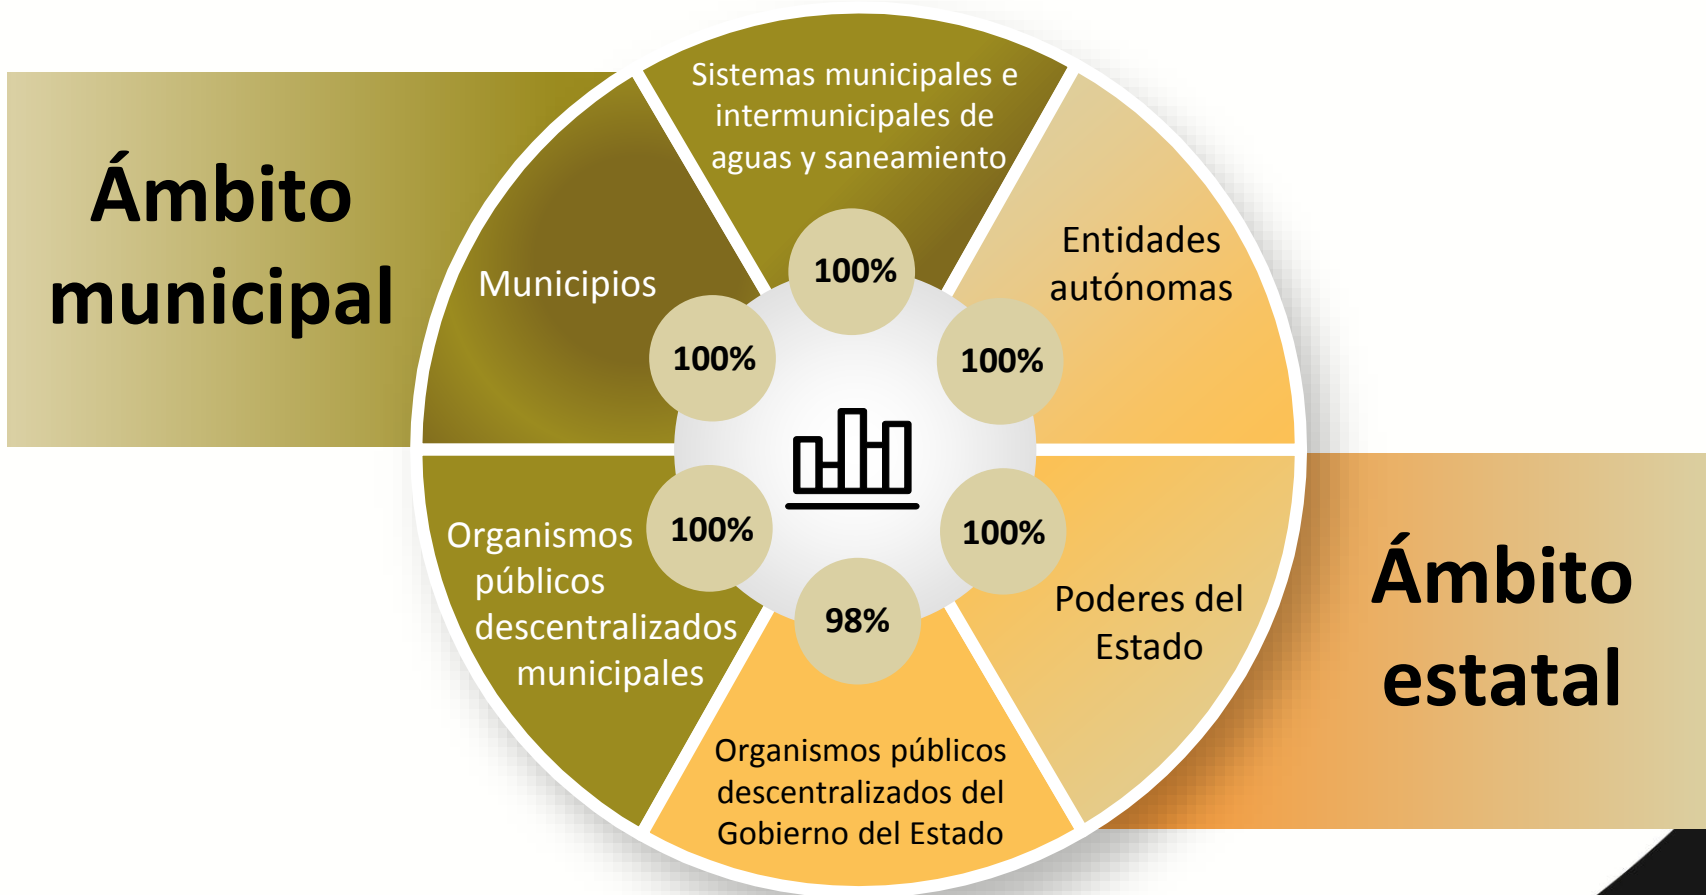 Ámbito
municipal
Sistemas municipales e
intermunicipales de
aguas y saneamiento
100%
Municipios
100%
Entidades
autónomas
100%
Organismos
públicos
descentralizados
municipales
100%
Poderes del
Estado
100%
98%
Organismos públicos
descentralizados del
Gobierno del Estado
Ámbito
estatal